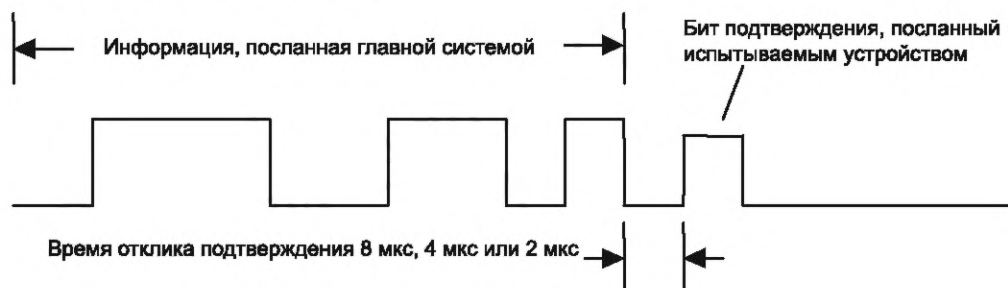 Информация, посланная главной системой
Бит подтверждения, посланный
испытываемым устройством
Время отклика подтверждения 8 мкс, 4 мкс или 2 мкс